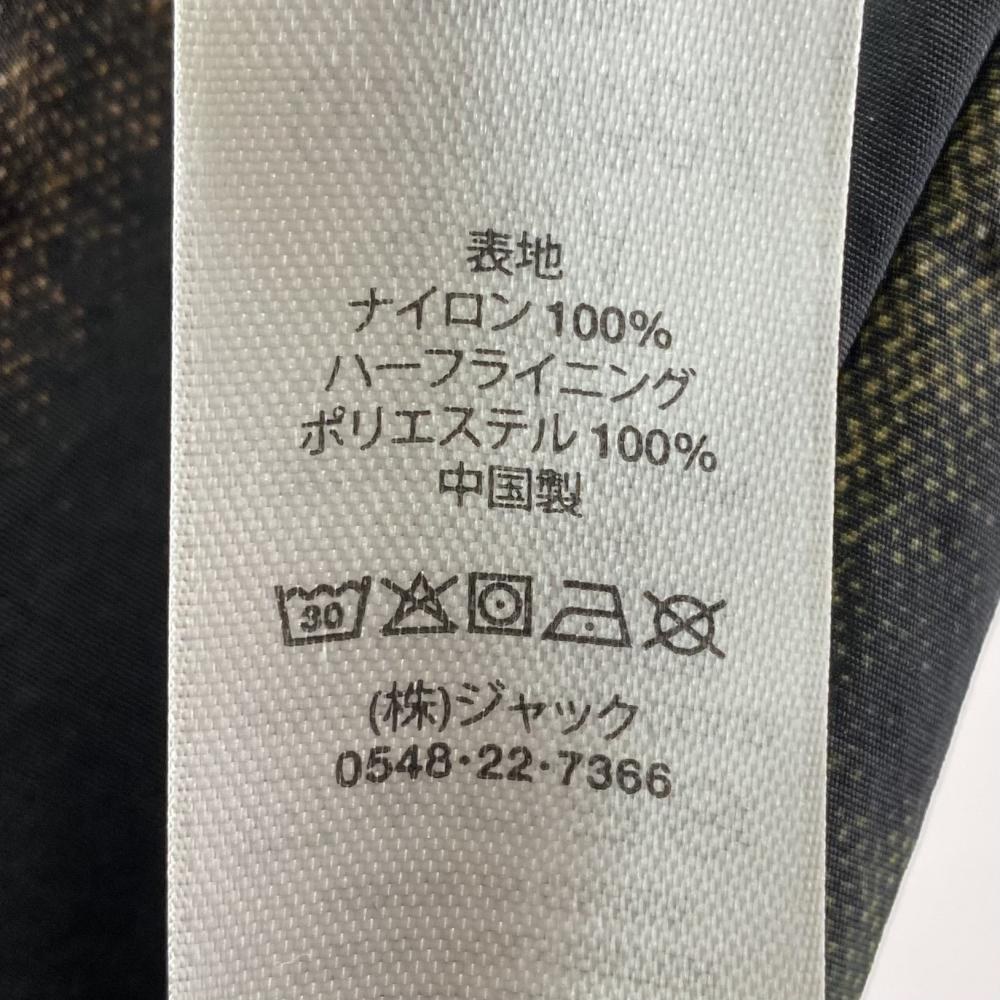 表地
ナイロン 100%
ハーフライニング
ポリエステル 100%
中国製
30
(株)ジャック
0548・22・7366